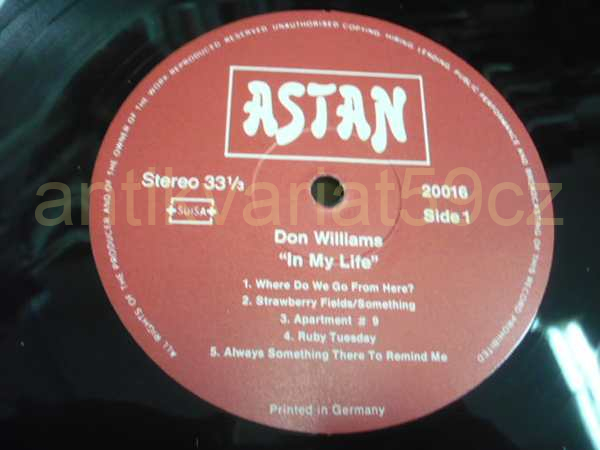 ALL RIGHTS OF THE PRODUCER AND OF THE OWNER OF THE WORK REPRODUCED RESERVED. UNAUTHORISED COPYING, HIRING, LENDING, PUBLIC PERFORMANCE AND BROADCASTING OF THIS RECORD PROHIBITED
ASTAN
Stereo 33⅓
20016
SUISA
Side 1
antikvariat59cz
Don Williams
"In My Life"
1. Where Do We Go From Here?
2. Strawberry Fields/Something
3. Apartment # 9
4. Ruby Tuesday
5. Always Something There To Remind Me
Printed in Germany